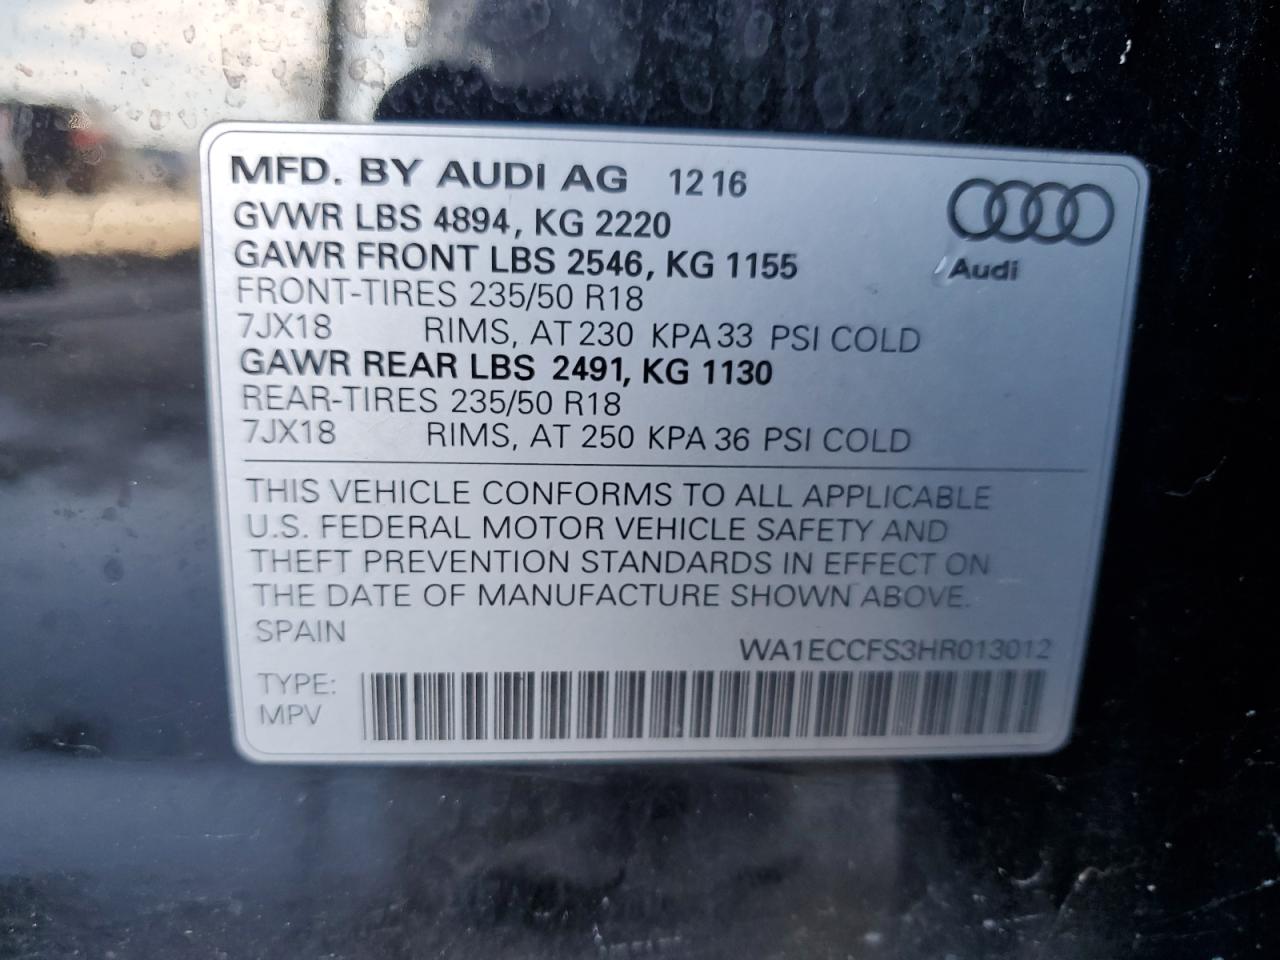 MFD. BY AUDI AG 12 16
GVWR LBS 4894, KG 2220
GAWR FRONT LBS 2546, KG 1155
FRONT-TIRES 235/50 R18
7JX18 RIMS, AT 230 KPA 33 PSI COLD
GAWR REAR LBS 2491, KG 1130
REAR-TIRES 235/50 R18
7JX18 RIMS, AT 250 KPA 36 PSI COLD
Audi
THIS VEHICLE CONFORMS TO ALL APPLICABLE
U.S. FEDERAL MOTOR VEHICLE SAFETY AND
THEFT PREVENTION STANDARDS IN EFFECT ON
THE DATE OF MANUFACTURE SHOWN ABOVE.
SPAIN
WA1ECCFS3HR013012
TYPE:
MPV